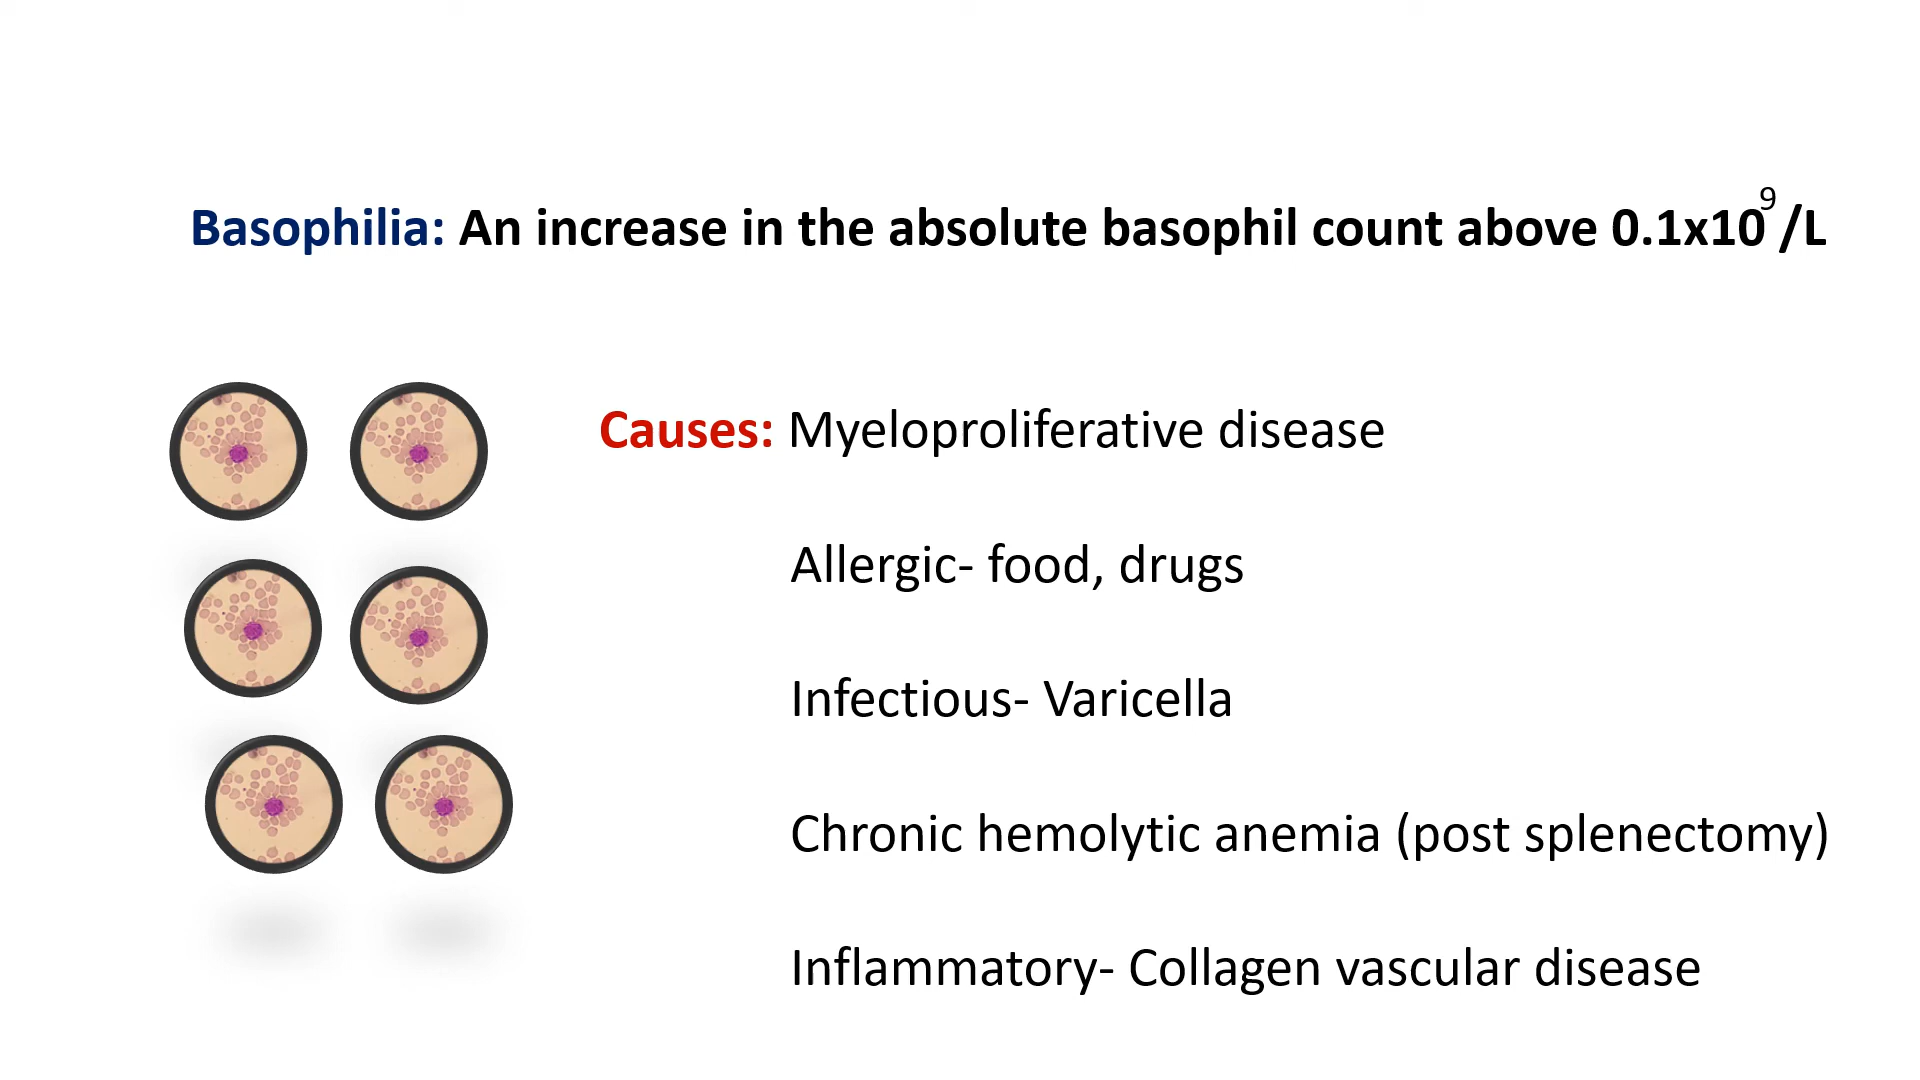 Basophilia: An increase in the absolute basophil count above 0.1x10⁹/L
Causes: Myeloproliferative disease
Allergic- food, drugs
Infectious- Varicella
Chronic hemolytic anemia (post splenectomy)
Inflammatory- Collagen vascular disease